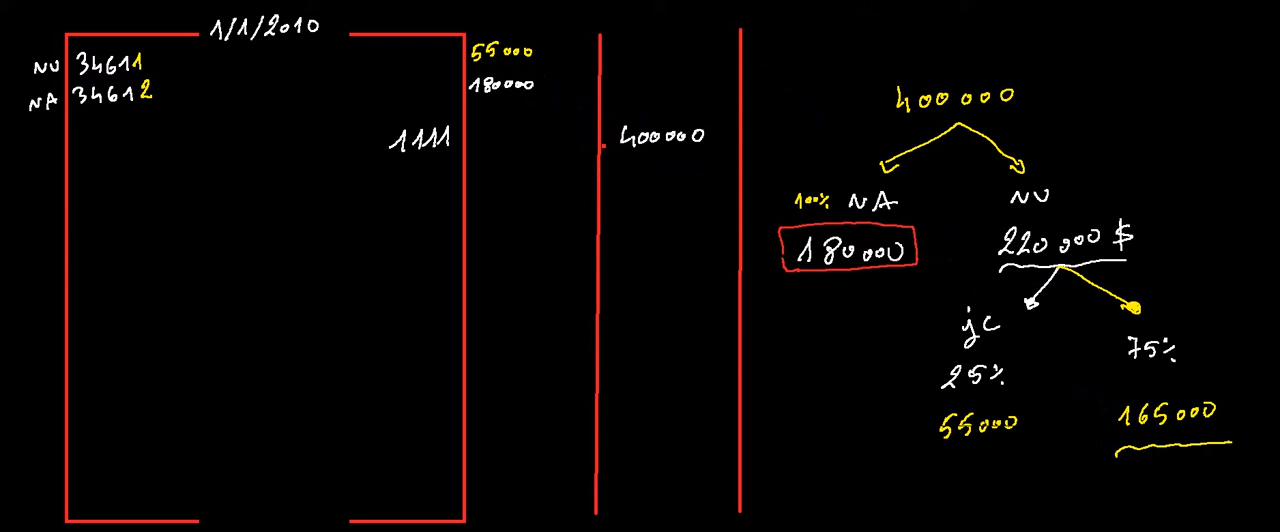 1/1/2010
NU 34611 55000
NA 34612 180000
1111 400000
400000
100% NA NU
180000 220000 $
jc 75%
25%
55000 165000